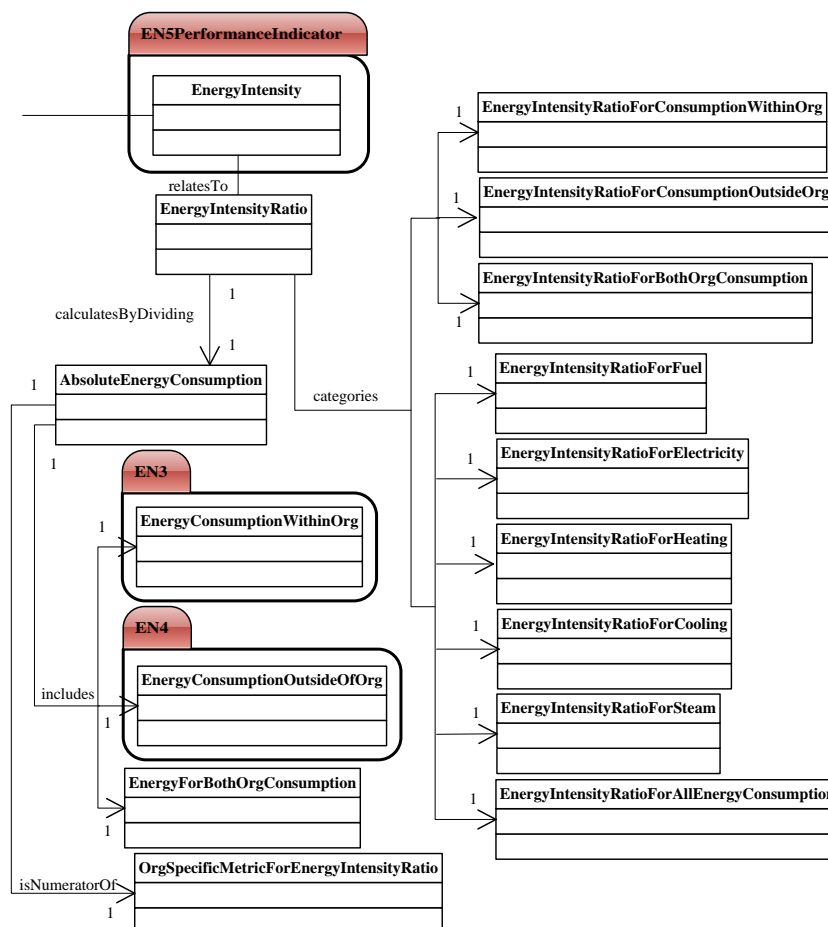 EN5PerformanceIndicator
EnergyIntensity
relatesTo
EnergyIntensityRatio
1
calculatesByDividing
1
AbsoluteEnergyConsumption
1
1
EN3
EnergyConsumptionWithinOrg
1
EN4
EnergyConsumptionOutsideOfOrg
includes
1
EnergyForBothOrgConsumption
1
OrgSpecificMetricForEnergyIntensityRatio
isNumeratorOf
1
categories
1
EnergyIntensityRatioForConsumptionWithinOrg
1
EnergyIntensityRatioForConsumptionOutsideOrg
EnergyIntensityRatioForBothOrgConsumption
1
1
EnergyIntensityRatioForFuel
1
EnergyIntensityRatioForElectricity
1
EnergyIntensityRatioForHeating
1
EnergyIntensityRatioForCooling
1
EnergyIntensityRatioForSteam
1
EnergyIntensityRatioForAllEnergyConsumption